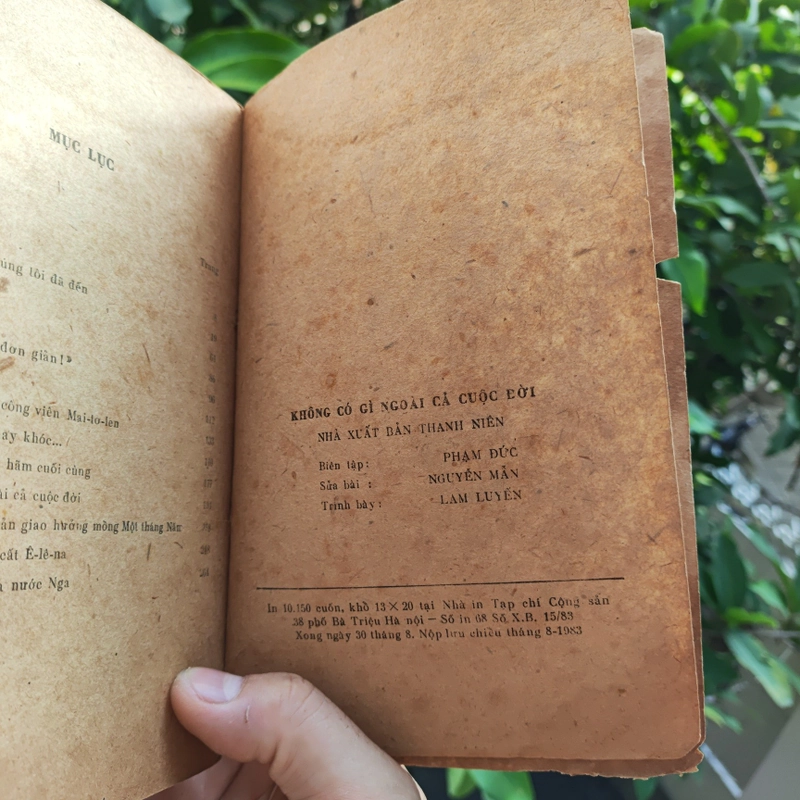 MỤC LỤC
Trang
úng tôi đã đến
đơn giản!»
công viên Mai-tơ-len
ay khóc...
hãm cuối cùng
ài cả cuộc đời
ản giao hưởng mồng Một tháng Năm
cất Ê-lê-na
nước Nga
KHÔNG CÓ GÌ NGOÀI CẢ CUỘC ĐỜI
NHÀ XUẤT BẢN THANH NIÊN
Biên tập: PHẠM ĐỨC
Sửa bài : NGUYỄN MẪN
Trình bày: LAM LUYẾN
In 10.150 cuốn, khổ 13 × 20 tại Nhà in Tạp chí Cộng sản
38 phố Bà Triệu Hà nội — Số in 68 Số X.B. 15/83
Xong ngày 30 tháng 8. Nộp lưu chiểu tháng 8-1983